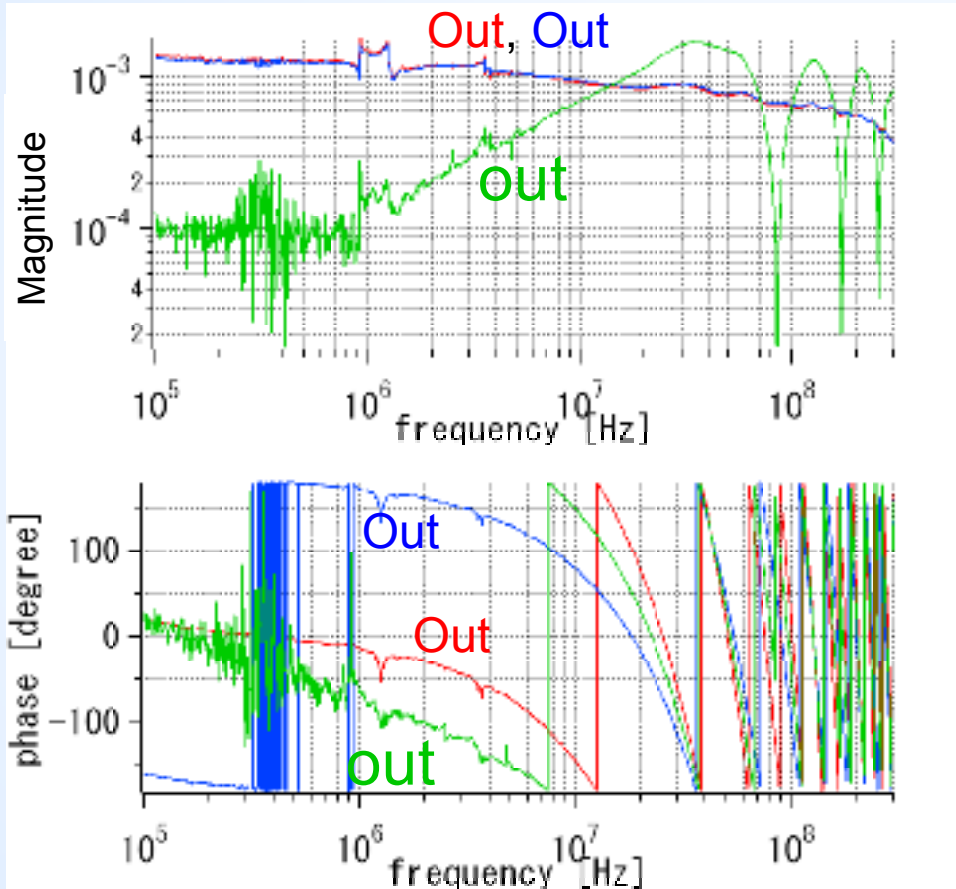 Out, Out
10^-3
4
out
2
Magnitude
10^-4
4
2
10^5 10^6 10^7 10^8
frequency [Hz]
Out
100
phase [degree]
0
Out
-100
out
10^5 10^6 10^7 10^8
frequency [Hz]